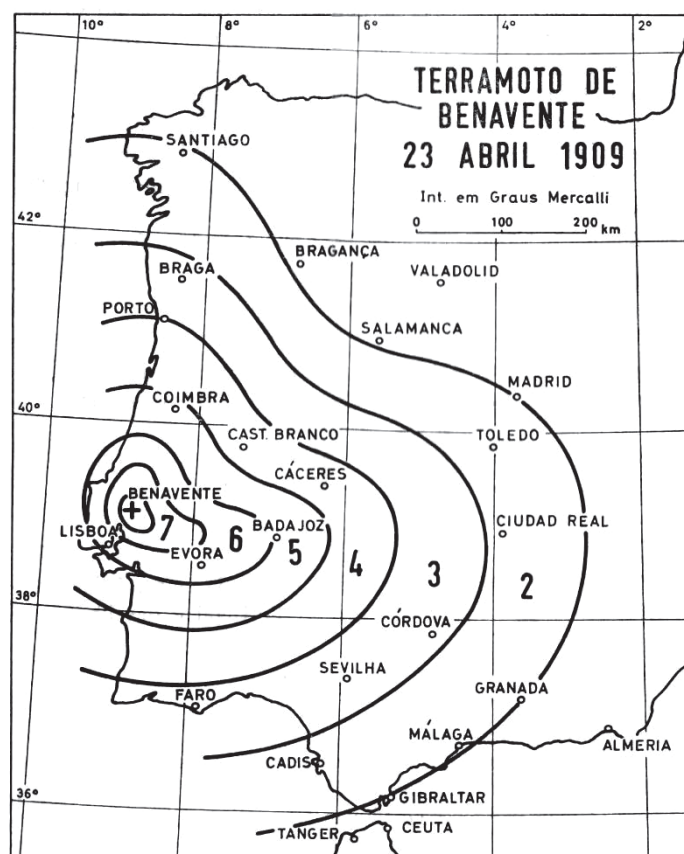 10°
8°
6°
4°
2°
TERRAMOTO DE
BENAVENTE
23 ABRIL 1909
Int. em Graus Mercalli
0 100 200 km
SANTIAGO
42°
BRAGANÇA
BRAGA
VALADOLID
PORTO
SALAMANCA
MADRID
COIMBRA
40°
CAST. BRANCO
TOLEDO
CÁCERES
BENAVENTE
7
6
5
4
3
2
LISBOA
BADAJOZ
CIUDAD REAL
EVORA
38°
CÓRDOVA
SEVILHA
GRANADA
FARO
MÁLAGA
ALMERIA
CADIS
36°
GIBRALTAR
TANGER
CEUTA